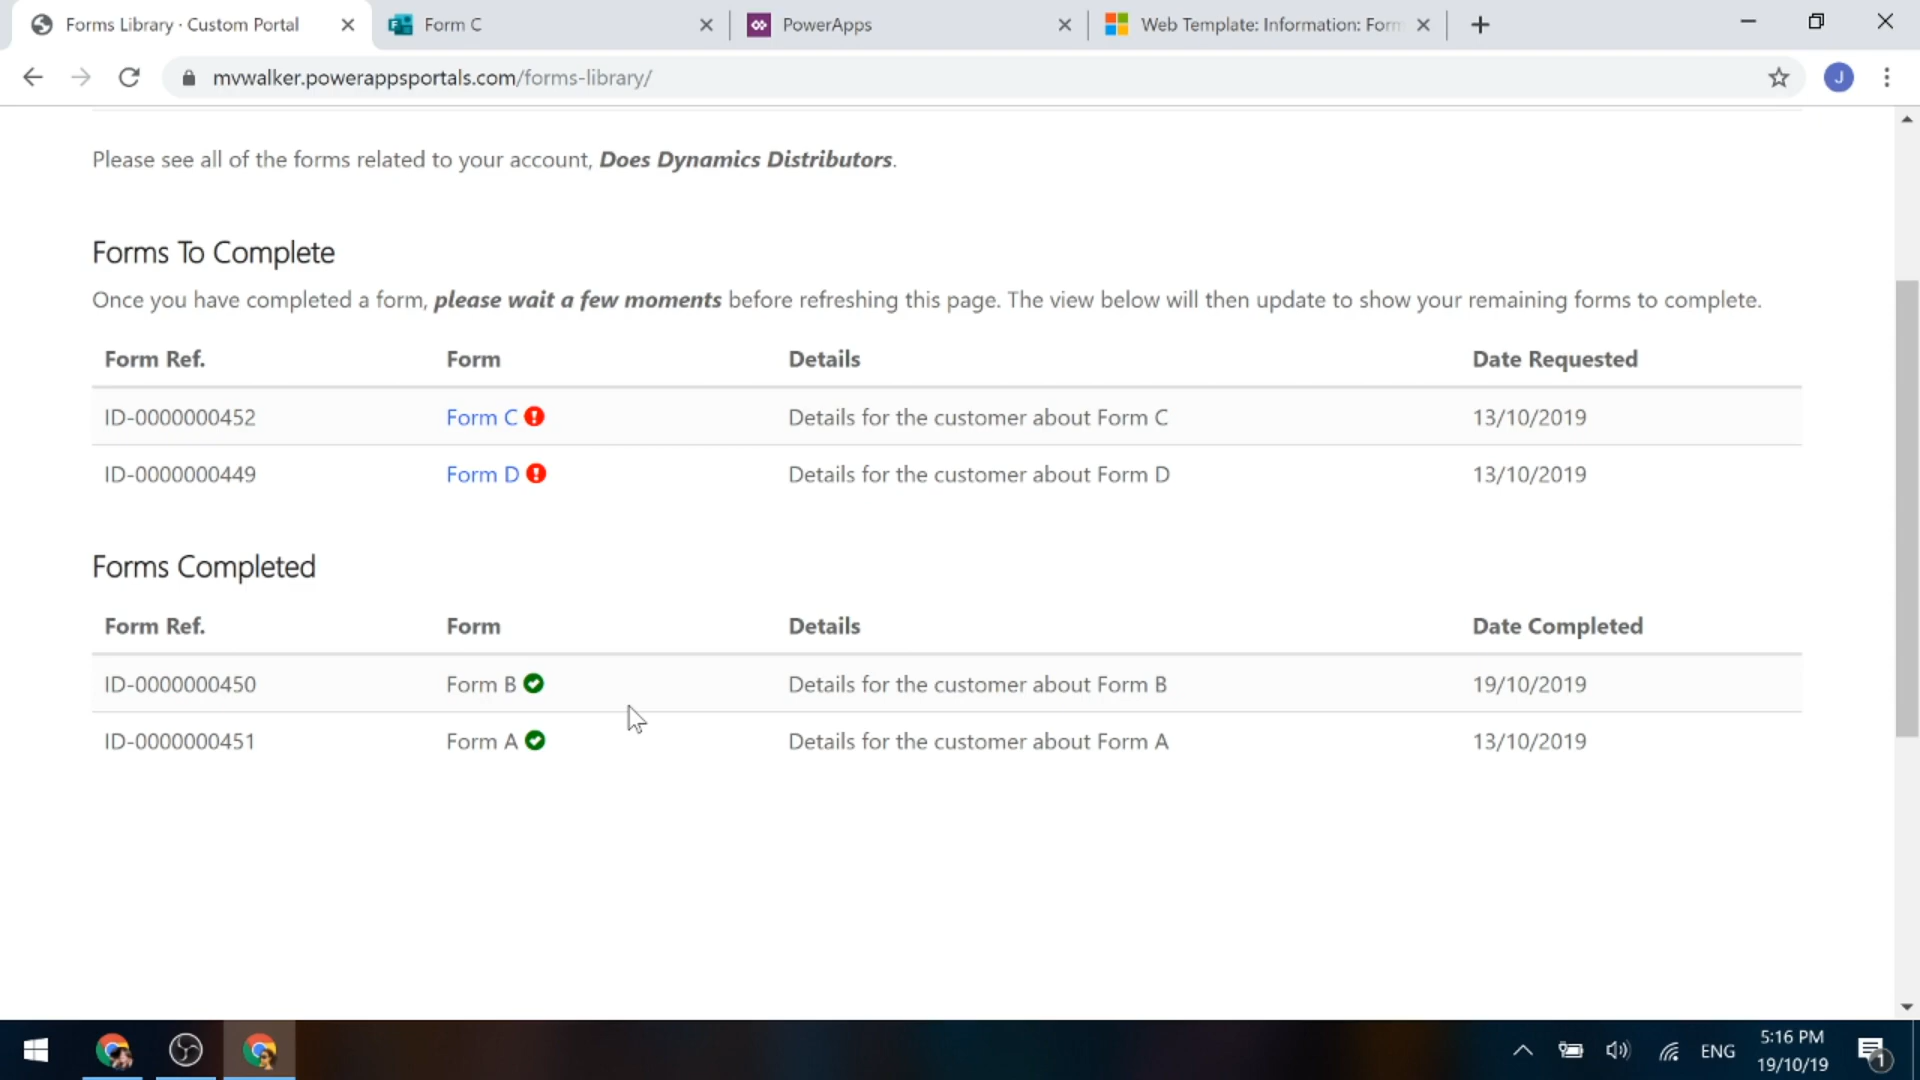 Forms Library · Custom Portal
Form C
PowerApps
Web Template: Information: Form
mvwalker.powerappsportals.com/forms-library/
J
Please see all of the forms related to your account, Does Dynamics Distributors.
Forms To Complete
Once you have completed a form, please wait a few moments before refreshing this page. The view below will then update to show your remaining forms to complete.
Form Ref. Form Details Date Requested
ID-0000000452 Form C Details for the customer about Form C 13/10/2019
ID-0000000449 Form D Details for the customer about Form D 13/10/2019
Forms Completed
Form Ref. Form Details Date Completed
ID-0000000450 Form B Details for the customer about Form B 19/10/2019
ID-0000000451 Form A Details for the customer about Form A 13/10/2019
ENG
5:16 PM
19/10/19
1